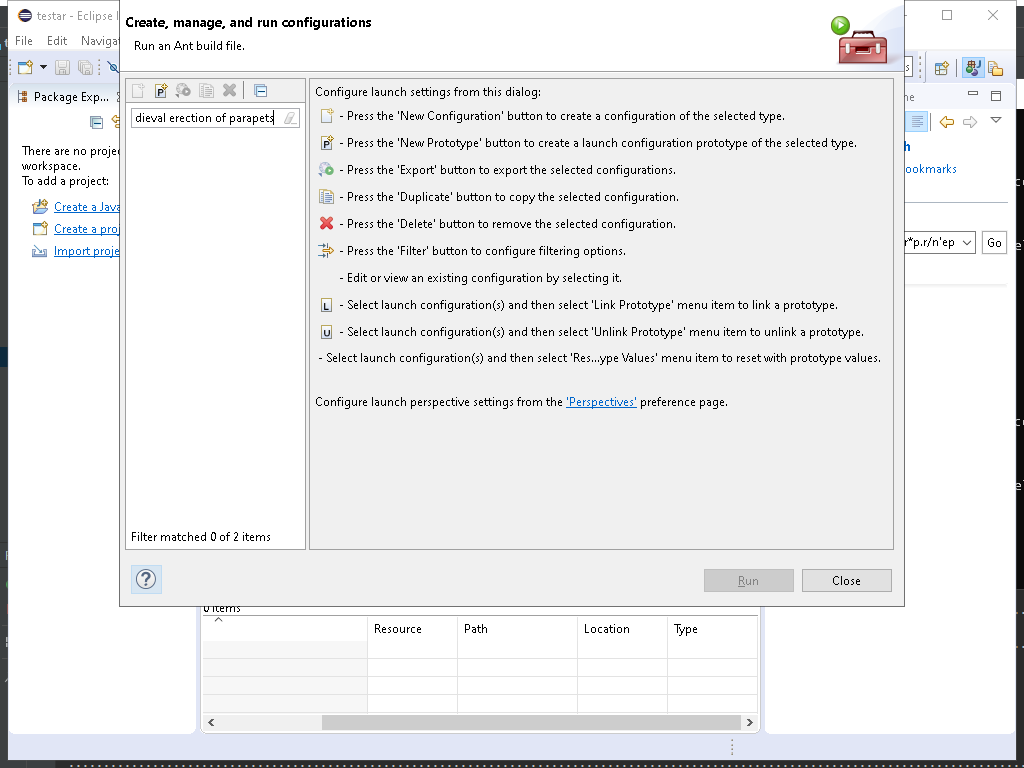 testar - Eclipse I
File Edit Navigat
Package Exp...
There are no projec
workspace.
To add a project:
Create a Java
Create a proj
Import proje
Create, manage, and run configurations
Run an Ant build file.
dieval erection of parapets
Filter matched 0 of 2 items
Configure launch settings from this dialog:
- Press the 'New Configuration' button to create a configuration of the selected type.
- Press the 'New Prototype' button to create a launch configuration prototype of the selected type.
- Press the 'Export' button to export the selected configurations.
- Press the 'Duplicate' button to copy the selected configuration.
- Press the 'Delete' button to remove the selected configuration.
- Press the 'Filter' button to configure filtering options.
- Edit or view an existing configuration by selecting it.
- Select launch configuration(s) and then select 'Link Prototype' menu item to link a prototype.
- Select launch configuration(s) and then select 'Unlink Prototype' menu item to unlink a prototype.
- Select launch configuration(s) and then select 'Res...ype Values' menu item to reset with prototype values.
Configure launch perspective settings from the 'Perspectives' preference page.
Run Close
ne
h
ookmarks
r*p.r/n'ep Go
0 items
Resource Path Location Type